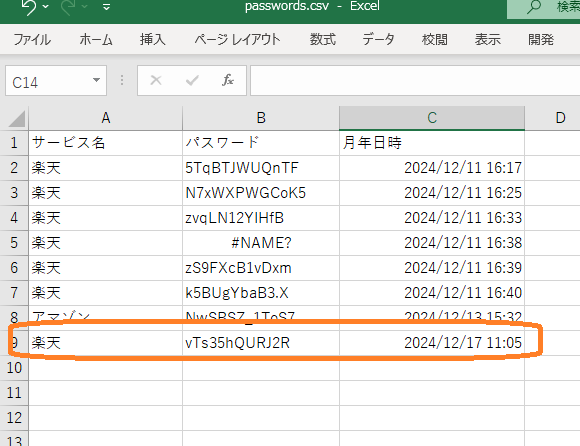 passwords.csv - Excel
検索
ファイル ホーム 挿入 ページ レイアウト 数式 データ 校閲 表示 開発
C14
fx
A B C D
1 サービス名 パスワード 月年日時
2 楽天 5TqBTJWUQnTF 2024/12/11 16:17
3 楽天 N7xWXPWGCoK5 2024/12/11 16:25
4 楽天 zvqLN12YIHfB 2024/12/11 16:33
5 楽天 #NAME? 2024/12/11 16:38
6 楽天 zS9FXcB1vDxm 2024/12/11 16:39
7 楽天 k5BUgYbaB3.X 2024/12/11 16:40
8 アマゾン 2024/12/13 15:32
9 楽天 vTs35hQURJ2R 2024/12/17 11:05
10
11
12
13